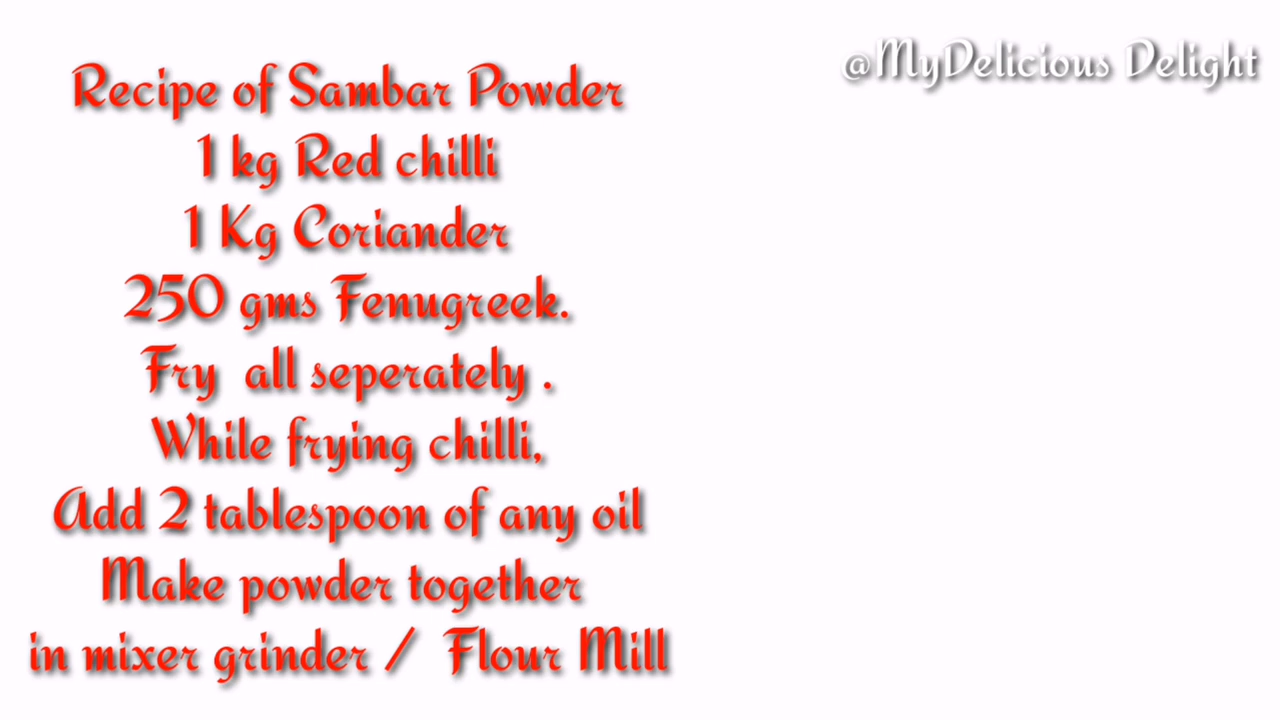 @MyDelicious Delight
Recipe of Sambar Powder
1 kg Red chilli
1 Kg Coriander
250 gms Fenugreek.
Fry all seperately .
While frying chilli,
Add 2 tablespoon of any oil
Make powder together
in mixer grinder / Flour Mill